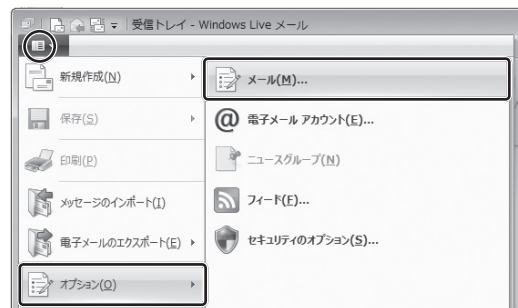 受信トレイ - Windows Live メール
新規作成(N)
保存(S)
印刷(P)
メッセージのインポート(I)
電子メールのエクスポート(E)
オプション(O)
メール(M)...
電子メール アカウント(E)...
ニュースグループ(N)
フィード(F)...
セキュリティのオプション(S)...